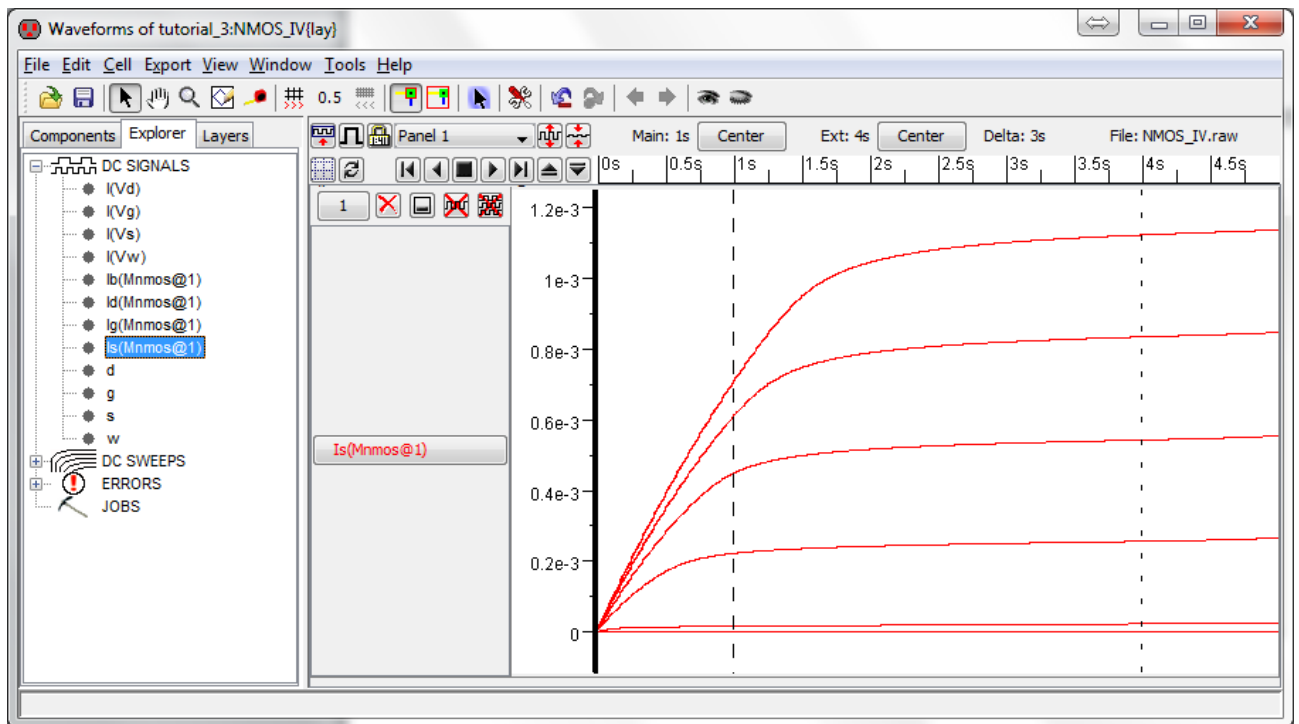 Waveforms of tutorial_3:NMOS_IV{lay}
File Edit Cell Export View Window Tools Help
0.5
Components Explorer Layers
Panel 1 Main: 1s Center Ext: 4s Center Delta: 3s File: NMOS_IV.raw
0s 0.5s 1s 1.5s 2s 2.5s 3s 3.5s 4s 4.5s
DC SIGNALS
I(Vd)
I(Vg)
I(Vs)
I(Vw)
Ib(Mnmos@1)
Id(Mnmos@1)
Ig(Mnmos@1)
Is(Mnmos@1)
d
g
s
w
DC SWEEPS
ERRORS
JOBS
1
Is(Mnmos@1)
1.2e-3
1e-3
0.8e-3
0.6e-3
0.4e-3
0.2e-3
0